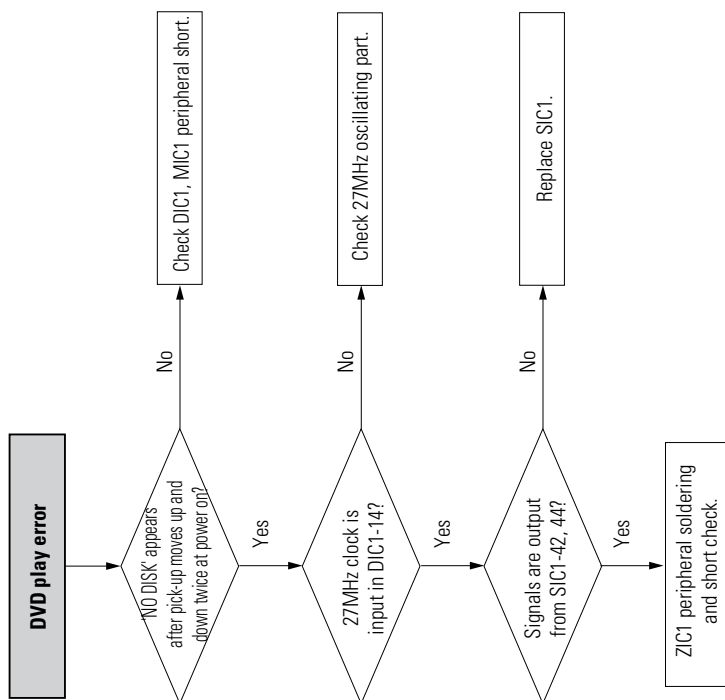 DVD play error
'NO DISK' appears
after pick-up moves up and
down twice at power on?
No
Check DIC1, MIC1 peripheral short.
Yes
27MHz clock is
input in DIC1-14?
No
Check 27MHz oscillating part.
Yes
Signals are output
from SIC1-42, 44?
No
Replace SIC1.
Yes
ZIC1 peripheral soldering
and short check.